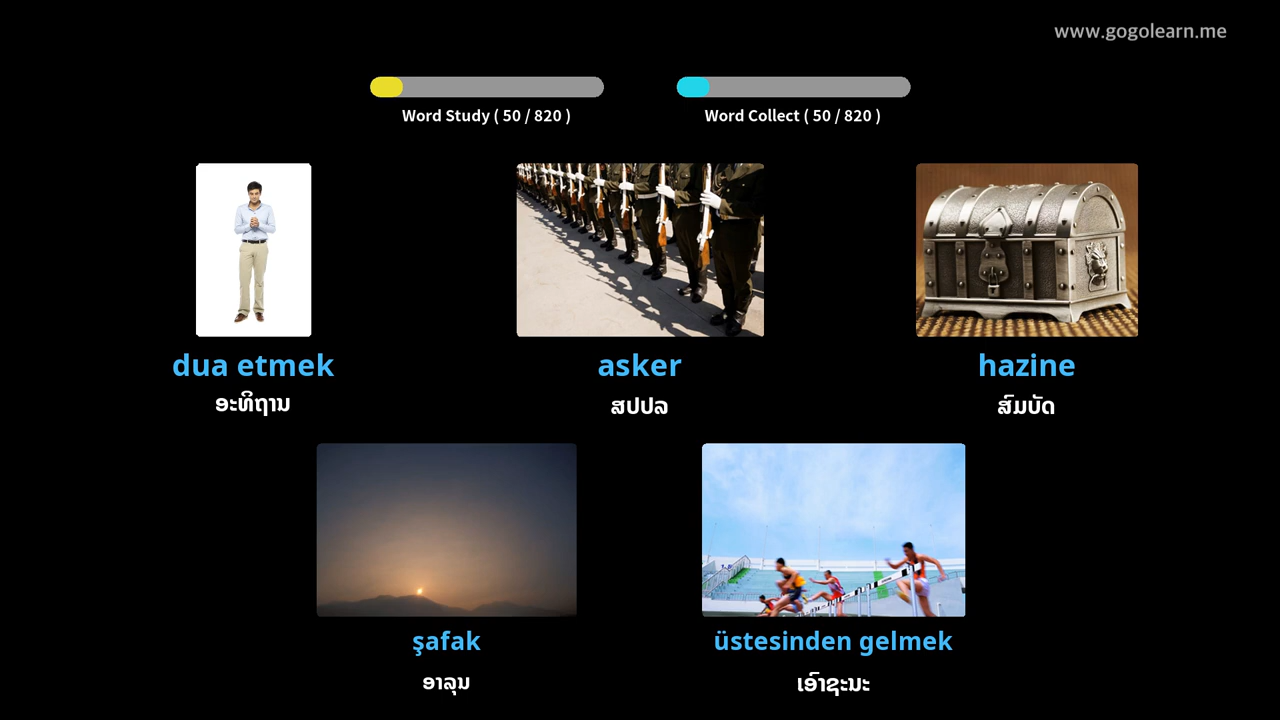 www.gogolearn.me
Word Study ( 50 / 820 )
Word Collect ( 50 / 820 )
dua etmek
ອະທິຖານ
asker
ສປປລ
hazine
ສົມບັດ
şafak
ອາລຸນ
üstesinden gelmek
ເອົາຊະນະ